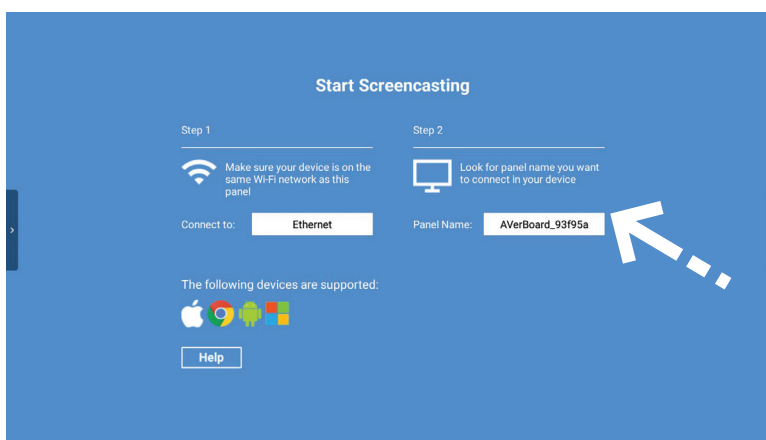 Start Screencasting
Step 1
Make sure your device is on the
same Wi-Fi network as this
panel
Connect to: Ethernet
Step 2
Look for panel name you want
to connect in your device
Panel Name: AVerBoard_93f95a
The following devices are supported:
Help